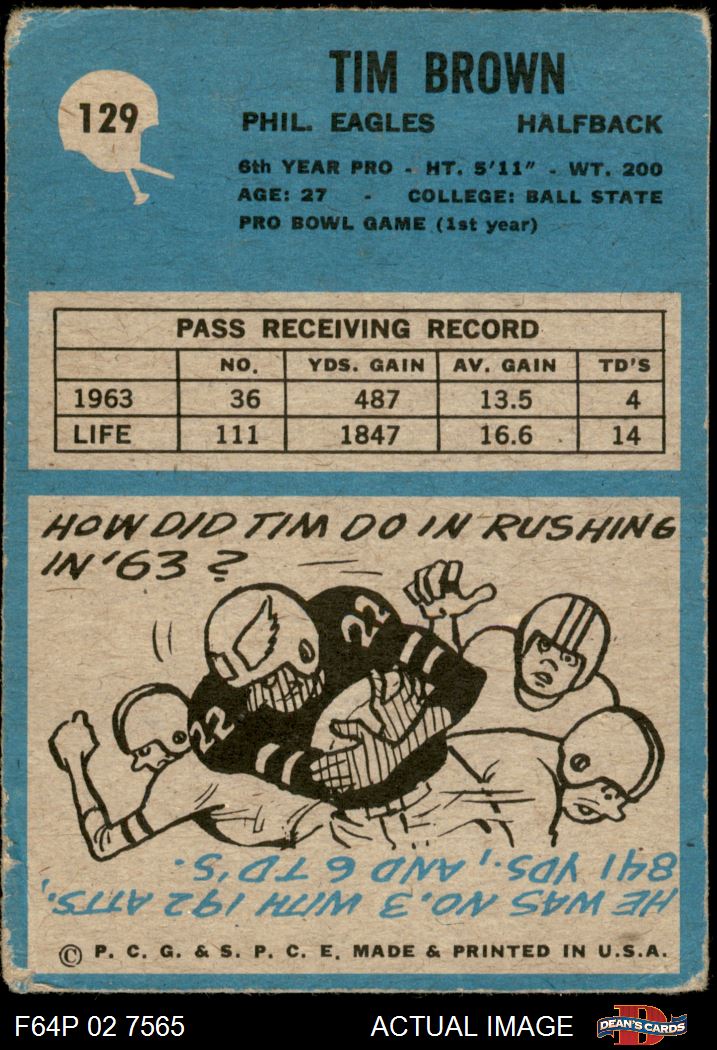 129
TIM BROWN
PHIL. EAGLES HALFBACK
6th YEAR PRO - HT. 5'11" - WT. 200
AGE: 27 - COLLEGE: BALL STATE
PRO BOWL GAME (1st year)
PASS RECEIVING RECORD
NO. YDS. GAIN AV. GAIN TD'S
1963 36 487 13.5 4
LIFE 111 1847 16.6 14
HOW DID TIM DO IN RUSHING
IN '63?
22
22
HE WAS NO. 3 WITH 192 ATTS.,
841 YDS., AND 6 TD'S.
© P. C. G. & S. P. C. E. MADE & PRINTED IN U.S.A.
F64P 02 7565 ACTUAL IMAGE
D
DEAN'S CARDS